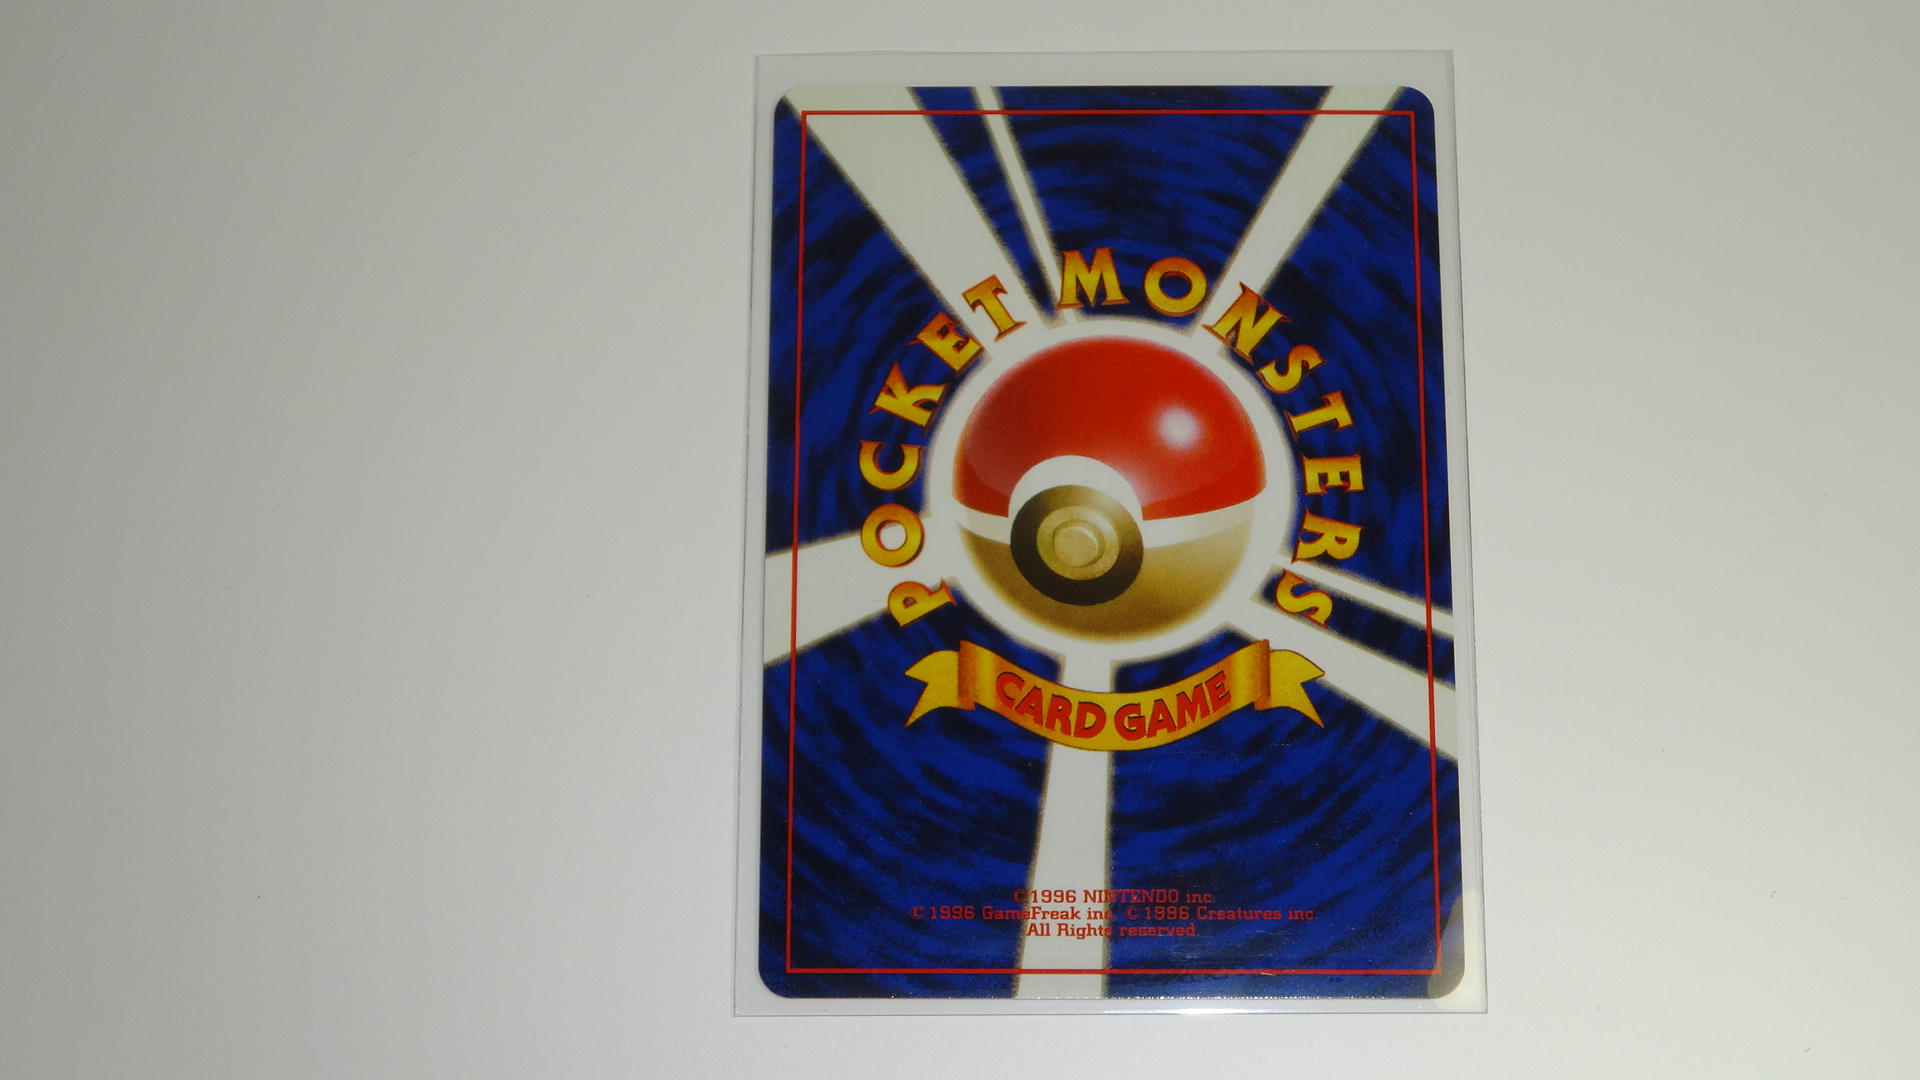 POCKET MONSTERS
CARD GAME
©1996 NINTENDO inc.
©1996 GameFreak inc. ©1996 Creatures inc.
All Rights reserved.